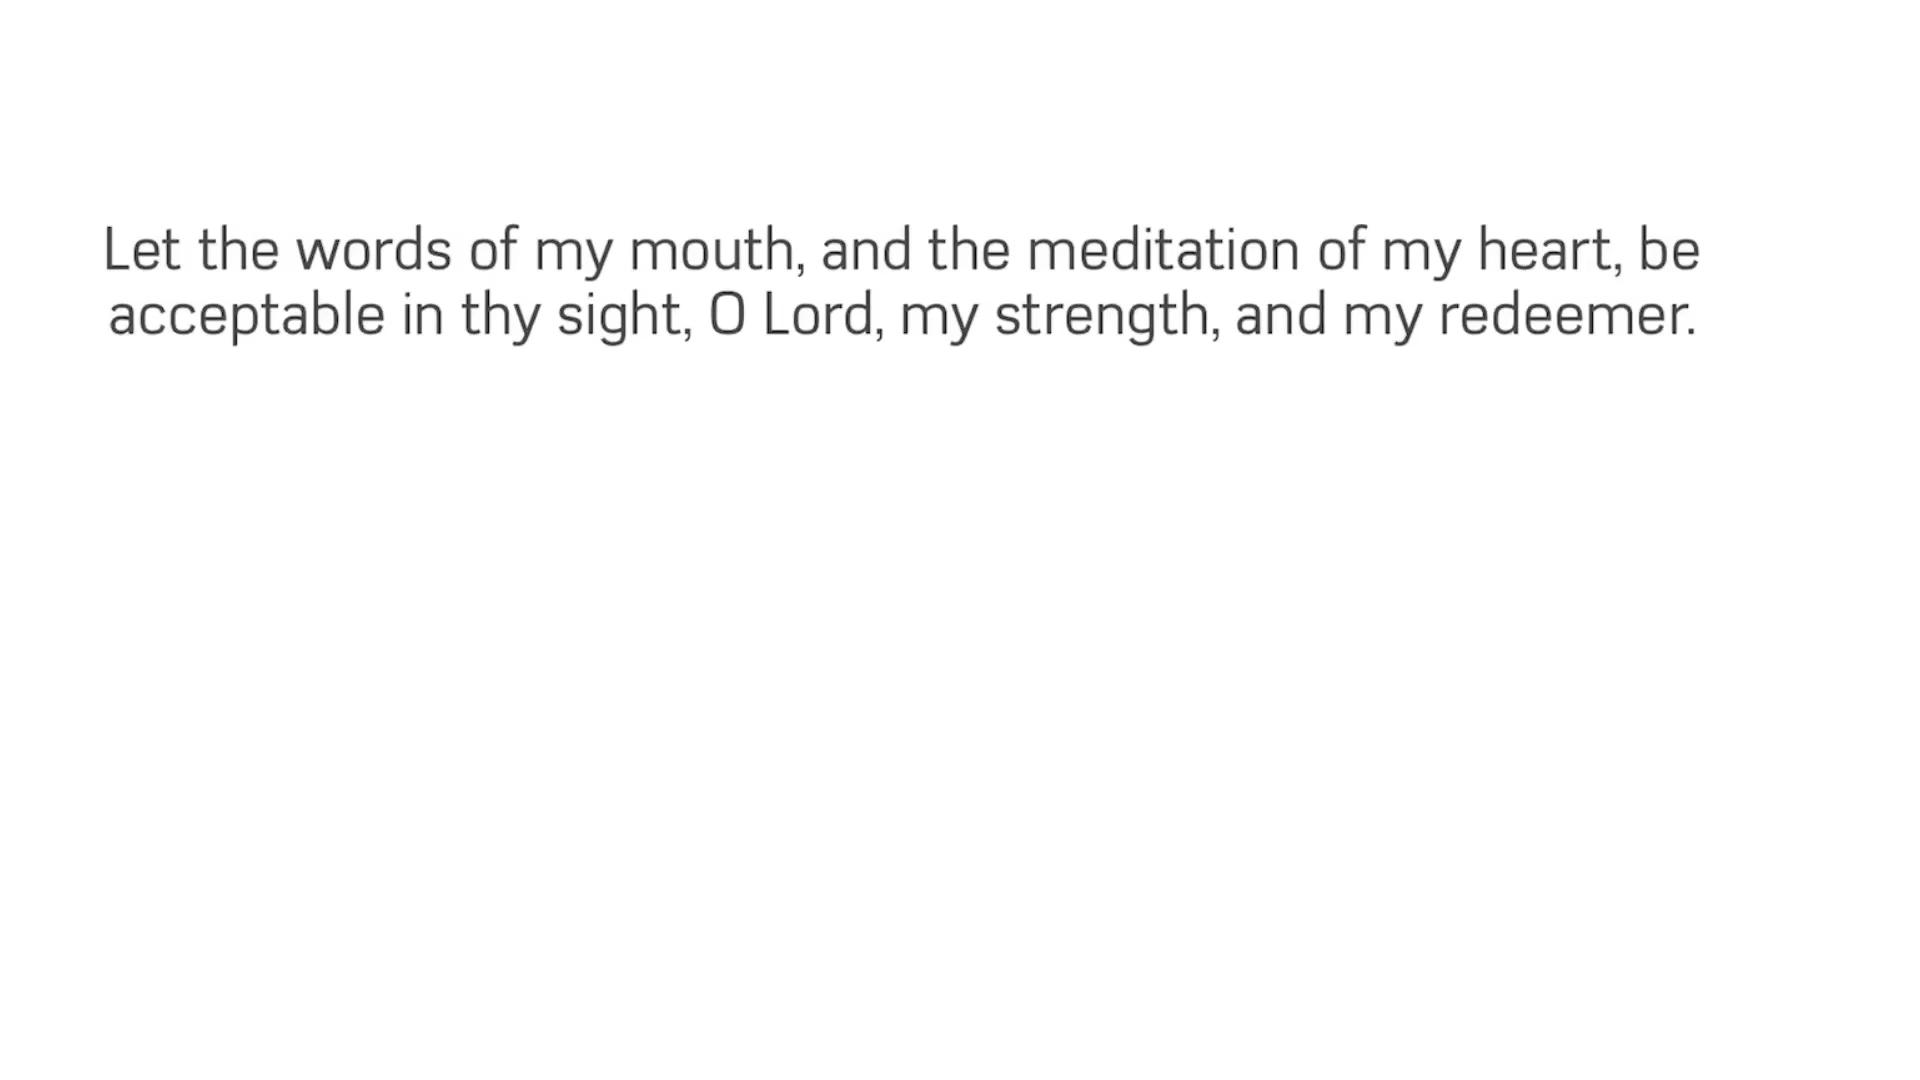 Let the words of my mouth, and the meditation of my heart, be
acceptable in thy sight, O Lord, my strength, and my redeemer.